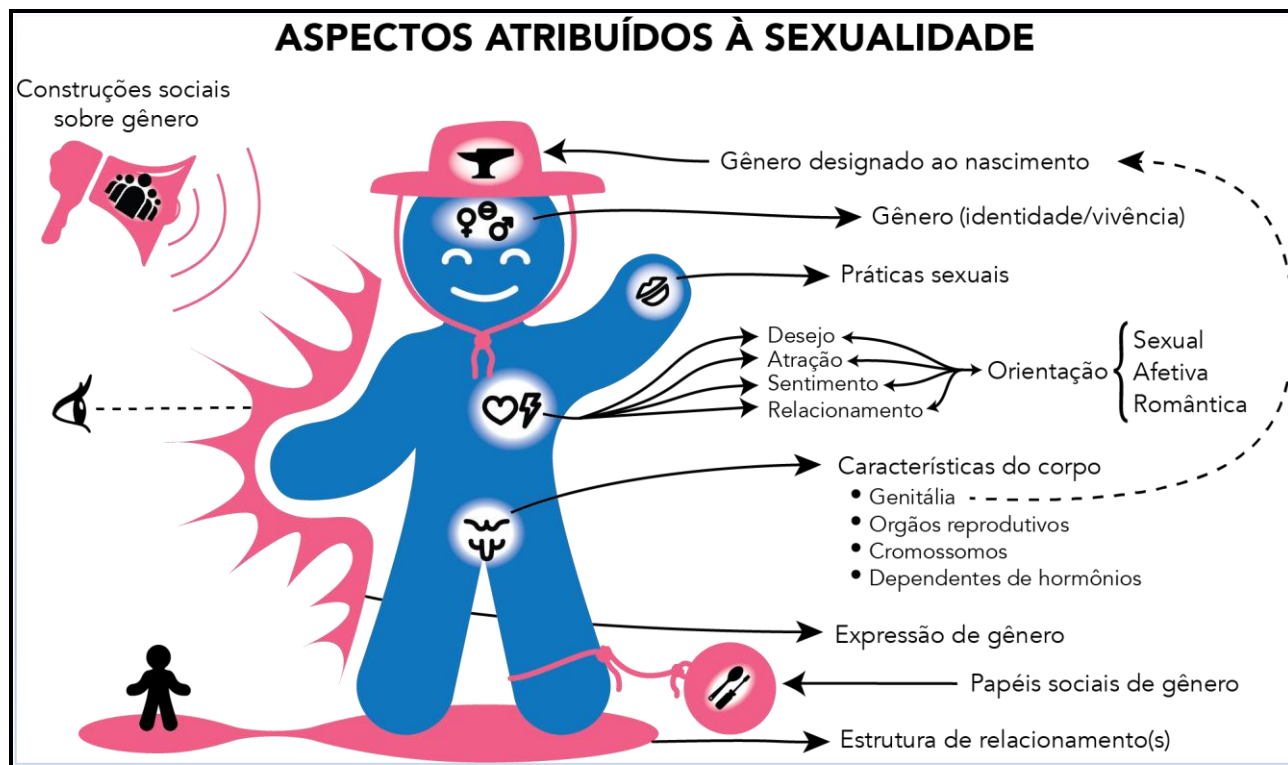 ASPECTOS ATRIBUÍDOS À SEXUALIDADE
Construções sociais
sobre gênero
Gênero designado ao nascimento
Gênero (identidade/vivência)
Práticas sexuais
Desejo
Atração
Sentimento
Relacionamento
Orientação
Sexual
Afetiva
Romântica
Características do corpo
• Genitália
• Orgãos reprodutivos
• Cromossomos
• Dependentes de hormônios
Expressão de gênero
Papéis sociais de gênero
Estrutura de relacionamento(s)